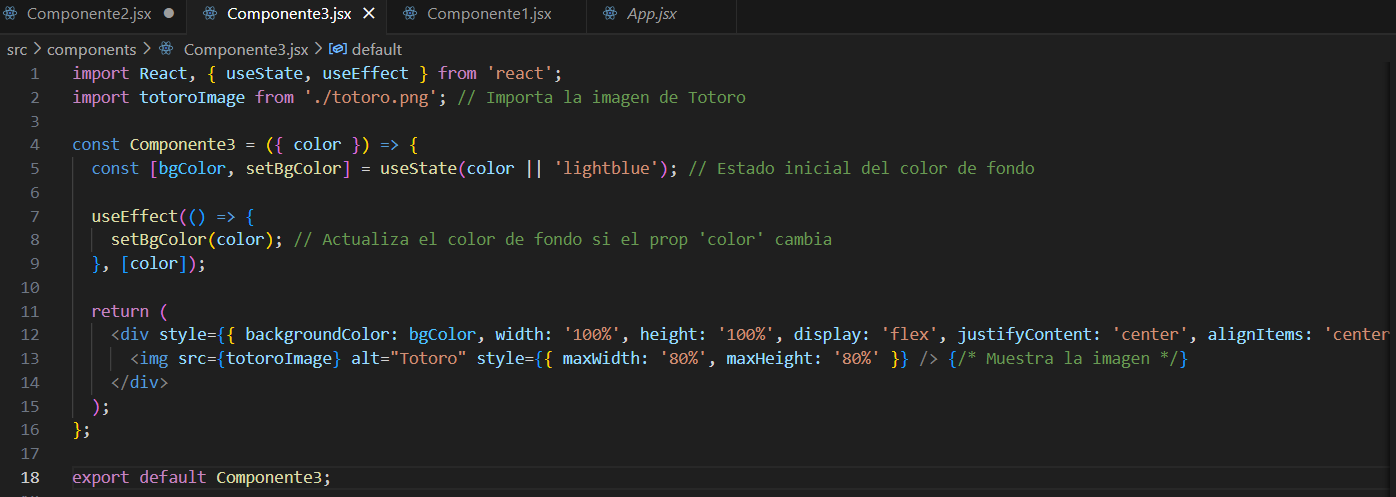 Componente2.jsx ● Componente3.jsx × Componente1.jsx App.jsx
src > components > Componente3.jsx > default
1 import React, { useState, useEffect } from 'react';
2 import totoroImage from './totoro.png'; // Importa la imagen de Totoro
3
4 const Componente3 = ({ color }) => {
5 const [bgColor, setBgColor] = useState(color || 'lightblue'); // Estado inicial del color de fondo
6
7 useEffect(() => {
8 setBgColor(color); // Actualiza el color de fondo si el prop 'color' cambia
9 }, [color]);
10
11 return (
12 <div style={{ backgroundColor: bgColor, width: '100%', height: '100%', display: 'flex', justifyContent: 'center', alignItems: 'center
13 <img src={totoroImage} alt="Totoro" style={{ maxWidth: '80%', maxHeight: '80%' }} /> {/* Muestra la imagen */}
14 </div>
15 );
16 };
17
18 export default Componente3;